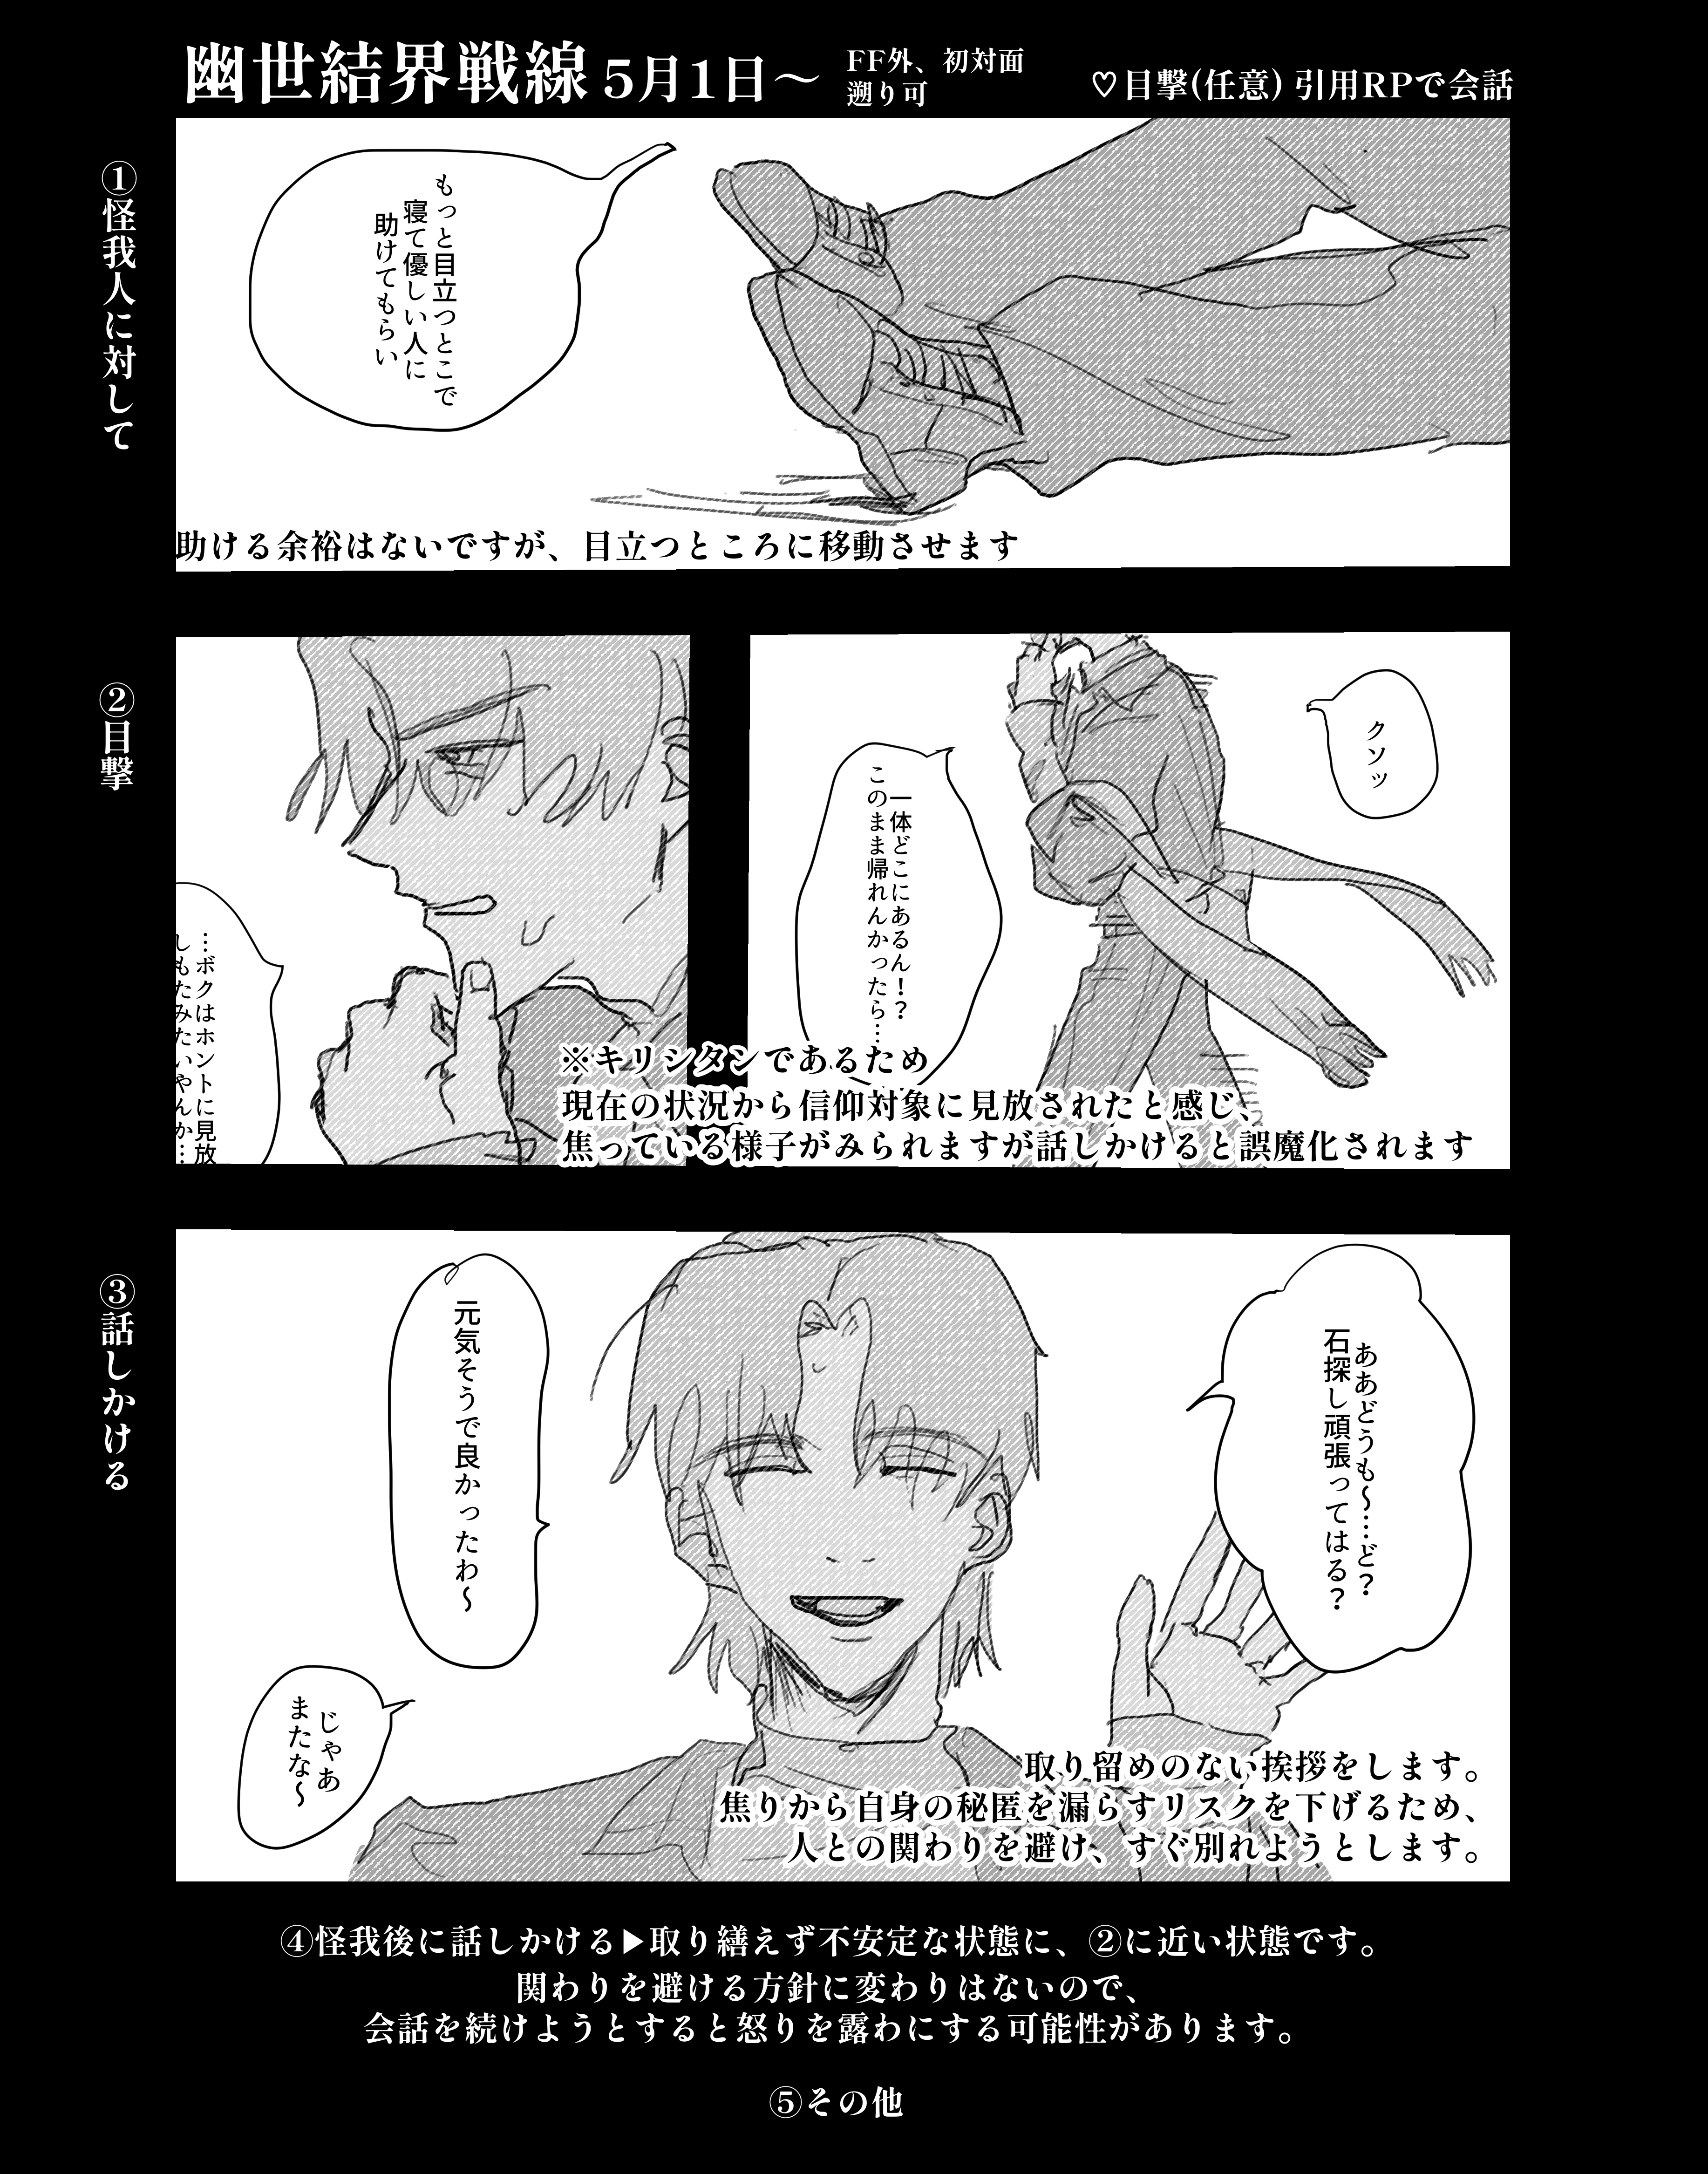 幽世結界戦線 5月1日～
FF外、初対面
遡り可
♡目撃(任意) 引用RPで会話
①怪我人に対して
もっと目立つとこで
寝て優しい人に
助けてもらい
助ける余裕はないですが、目立つところに移動させます
②目撃
クソッ
一体どこにあるん！？
このまま帰れんかったら…
…ボクはホントに見放
しもたみたいやんか…
※キリシタンであるため
現在の状況から信仰対象に見放されたと感じ、
焦っている様子がみられますが話しかけると誤魔化されます
③話しかける
ああどうも～…ど？
石探し頑張ってはる？
元気そうで良かったわ～
じゃあ
またな～
取り留めのない挨拶をします。
焦りから自身の秘匿を漏らすリスクを下げるため、
人との関わりを避け、すぐ別れようとします。
④怪我後に話しかける▶取り繕えず不安定な状態に、②に近い状態です。
関わりを避ける方針に変わりはないので、
会話を続けようとすると怒りを露わにする可能性があります。
⑤その他